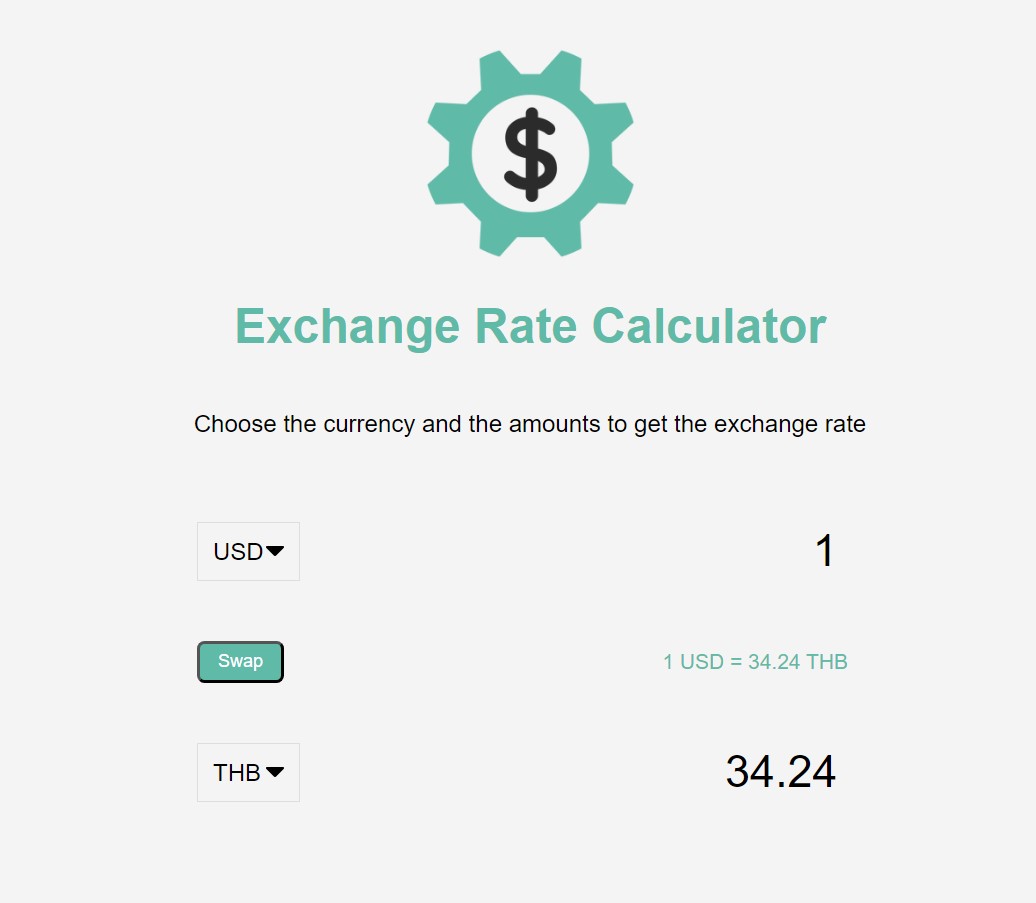 $
Exchange Rate Calculator
Choose the currency and the amounts to get the exchange rate
USD 1
Swap 1 USD = 34.24 THB
THB 34.24